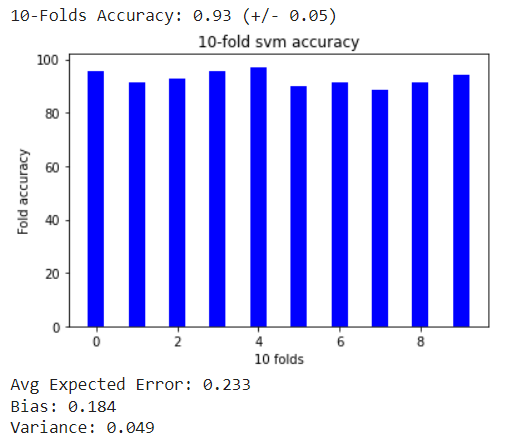 10-Folds Accuracy: 0.93 (+/- 0.05)
10-fold svm accuracy
100
80
60
40
20
0
Fold accuracy
0 2 4 6 8
10 folds
Avg Expected Error: 0.233
Bias: 0.184
Variance: 0.049